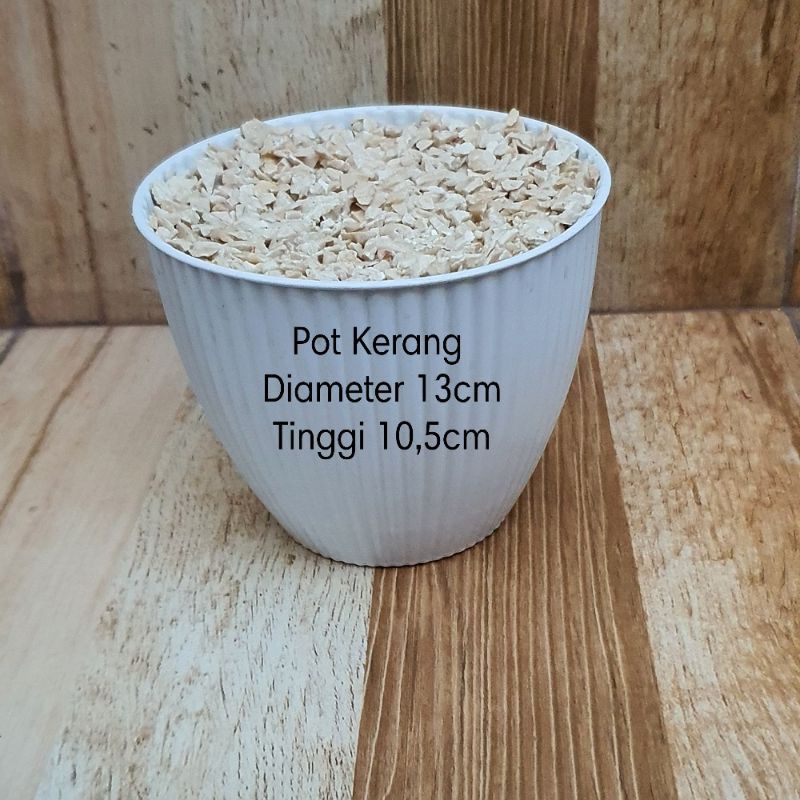 Pot Kerang
Diameter 13cm
Tinggi 10,5cm